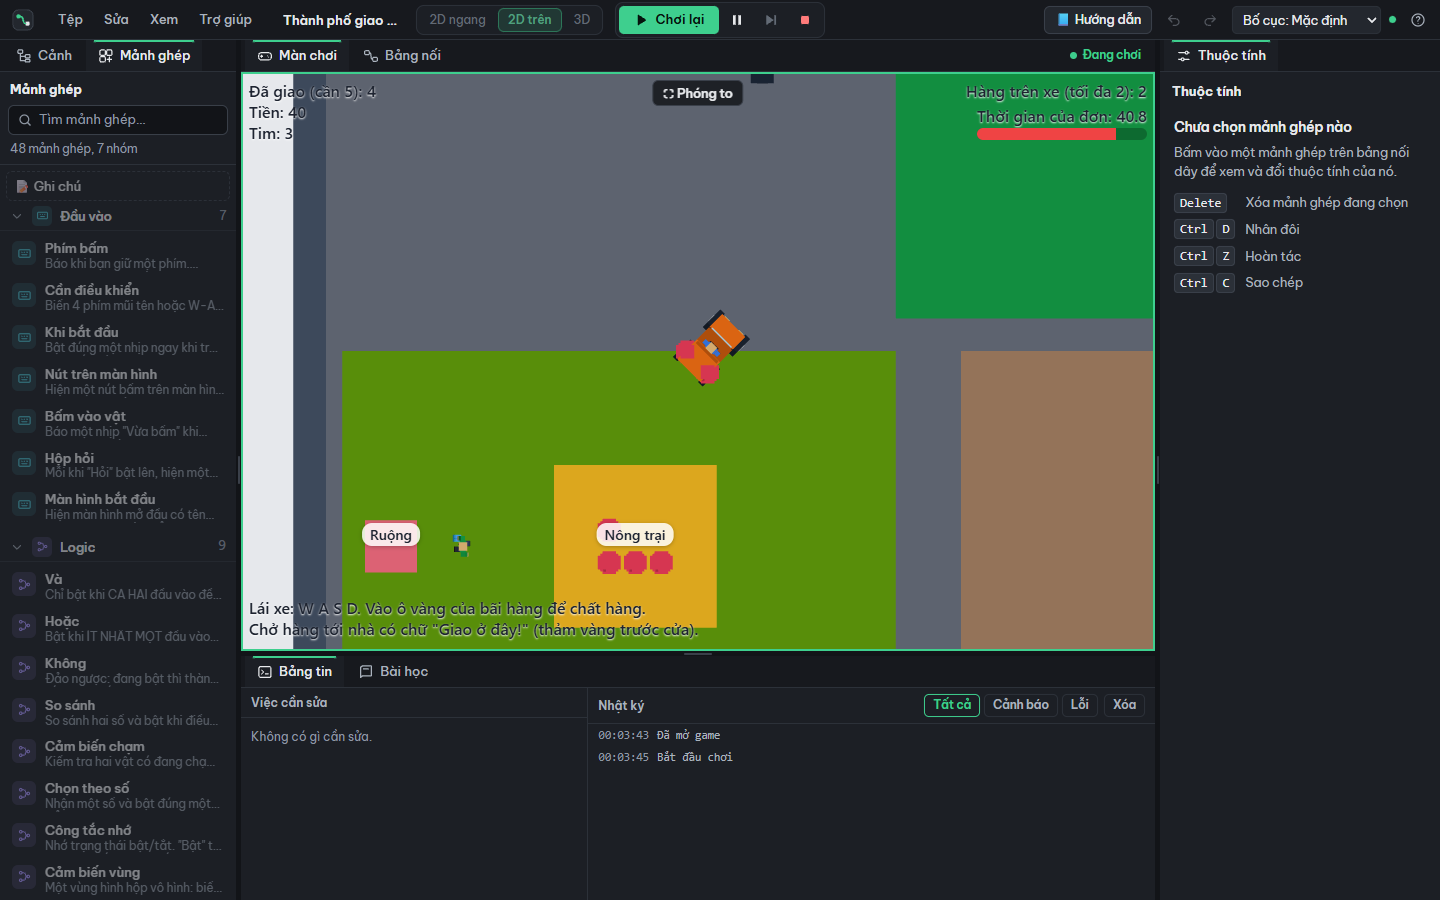 Tệp Sửa Xem Trợ giúp Thành phố giao ... 2D ngang 2D trên 3D Chơi lại Hướng dẫn Bố cục: Mặc định
Cảnh Mảnh ghép
Màn chơi Bảng nối Đang chơi
Thuộc tính
Mảnh ghép
Tìm mảnh ghép...
48 mảnh ghép, 7 nhóm
Ghi chú
Đầu vào 7
Phím bấm
Báo khi bạn giữ một phím....
Cần điều khiển
Biến 4 phím mũi tên hoặc W-A...
Khi bắt đầu
Bật đúng một nhịp ngay khi tr...
Nút trên màn hình
Hiện một nút bấm trên màn hìn...
Bấm vào vật
Báo một nhịp "Vừa bấm" khi...
Hộp hỏi
Mỗi khi "Hỏi" bật lên, hiện một...
Màn hình bắt đầu
Hiện màn hình mở đầu có tên...
Logic 9
Và
Chỉ bật khi CẢ HAI đầu vào đề...
Hoặc
Bật khi ÍT NHẤT MỘT đầu vào...
Không
Đảo ngược: đang bật thì thàn...
So sánh
So sánh hai số và bật khi điều...
Cảm biến chạm
Kiểm tra hai vật có đang chạ...
Chọn theo số
Nhận một số và bật đúng một...
Công tắc nhớ
Nhớ trạng thái bật/tắt. "Bật" t...
Cảm biến vùng
Một vùng hình hộp vô hình: biế...
Đã giao (cần 5): 4
Tiền: 40
Tim: 3
Phóng to
Hàng trên xe (tối đa 2): 2
Thời gian của đơn: 40.8
Ruộng
Nông trại
Lái xe: W A S D. Vào ô vàng của bãi hàng để chất hàng.
Chở hàng tới nhà có chữ "Giao ở đây!" (thảm vàng trước cửa).
Bảng tin Bài học
Việc cần sửa
Không có gì cần sửa.
Nhật ký Tất cả Cảnh báo Lỗi Xóa
00:03:43 Đã mở game
00:03:45 Bắt đầu chơi
Thuộc tính
Chưa chọn mảnh ghép nào
Bấm vào một mảnh ghép trên bảng nối
dây để xem và đổi thuộc tính của nó.
Delete Xóa mảnh ghép đang chọn
Ctrl D Nhân đôi
Ctrl Z Hoàn tác
Ctrl C Sao chép